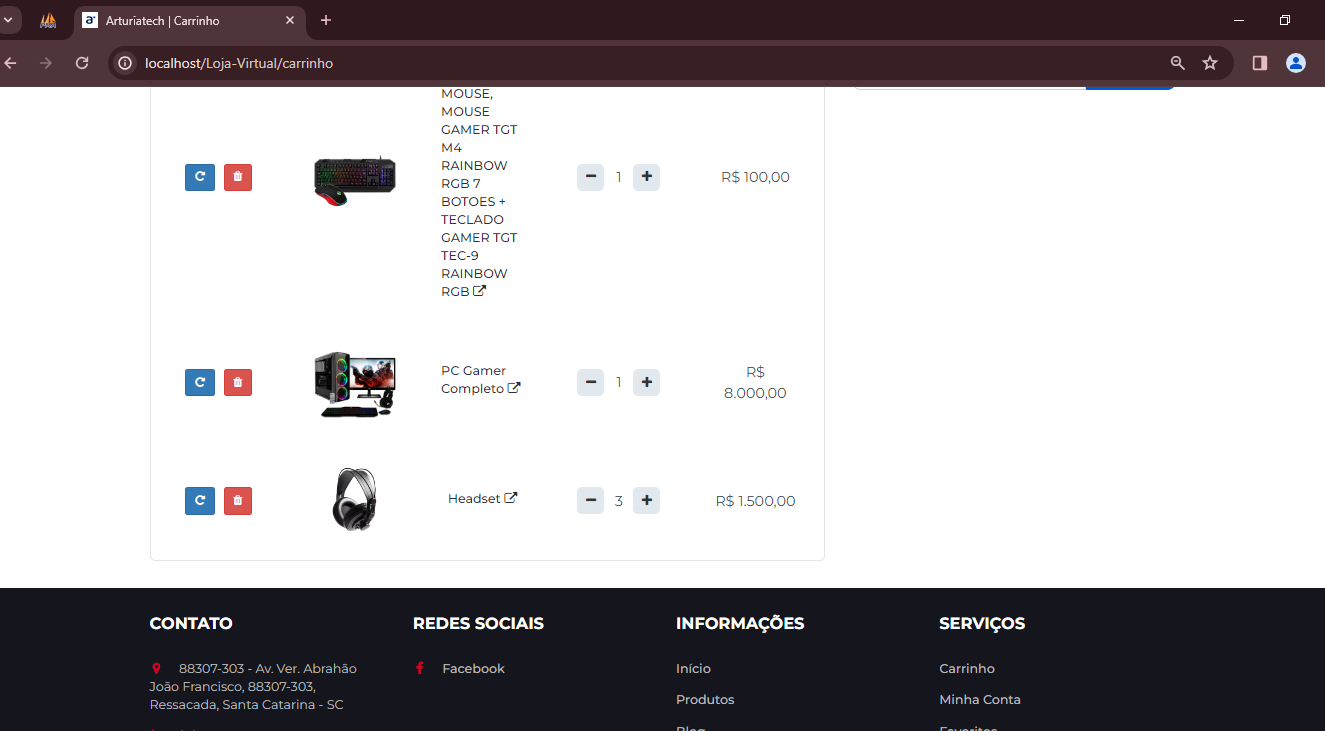 Arturiatech | Carrinho
localhost/Loja-Virtual/carrinho
MOUSE,
MOUSE
GAMER TGT
M4
RAINBOW
RGB 7
BOTOES +
TECLADO
GAMER TGT
TEC-9
RAINBOW
RGB
1
R$ 100,00
PC Gamer
Completo
1
R$
8.000,00
Headset
3
R$ 1.500,00
CONTATO
88307-303 - Av. Ver. Abrahão
João Francisco, 88307-303,
Ressacada, Santa Catarina - SC
REDES SOCIAIS
Facebook
INFORMAÇÕES
Início
Produtos
Blog
SERVIÇOS
Carrinho
Minha Conta
Favoritos